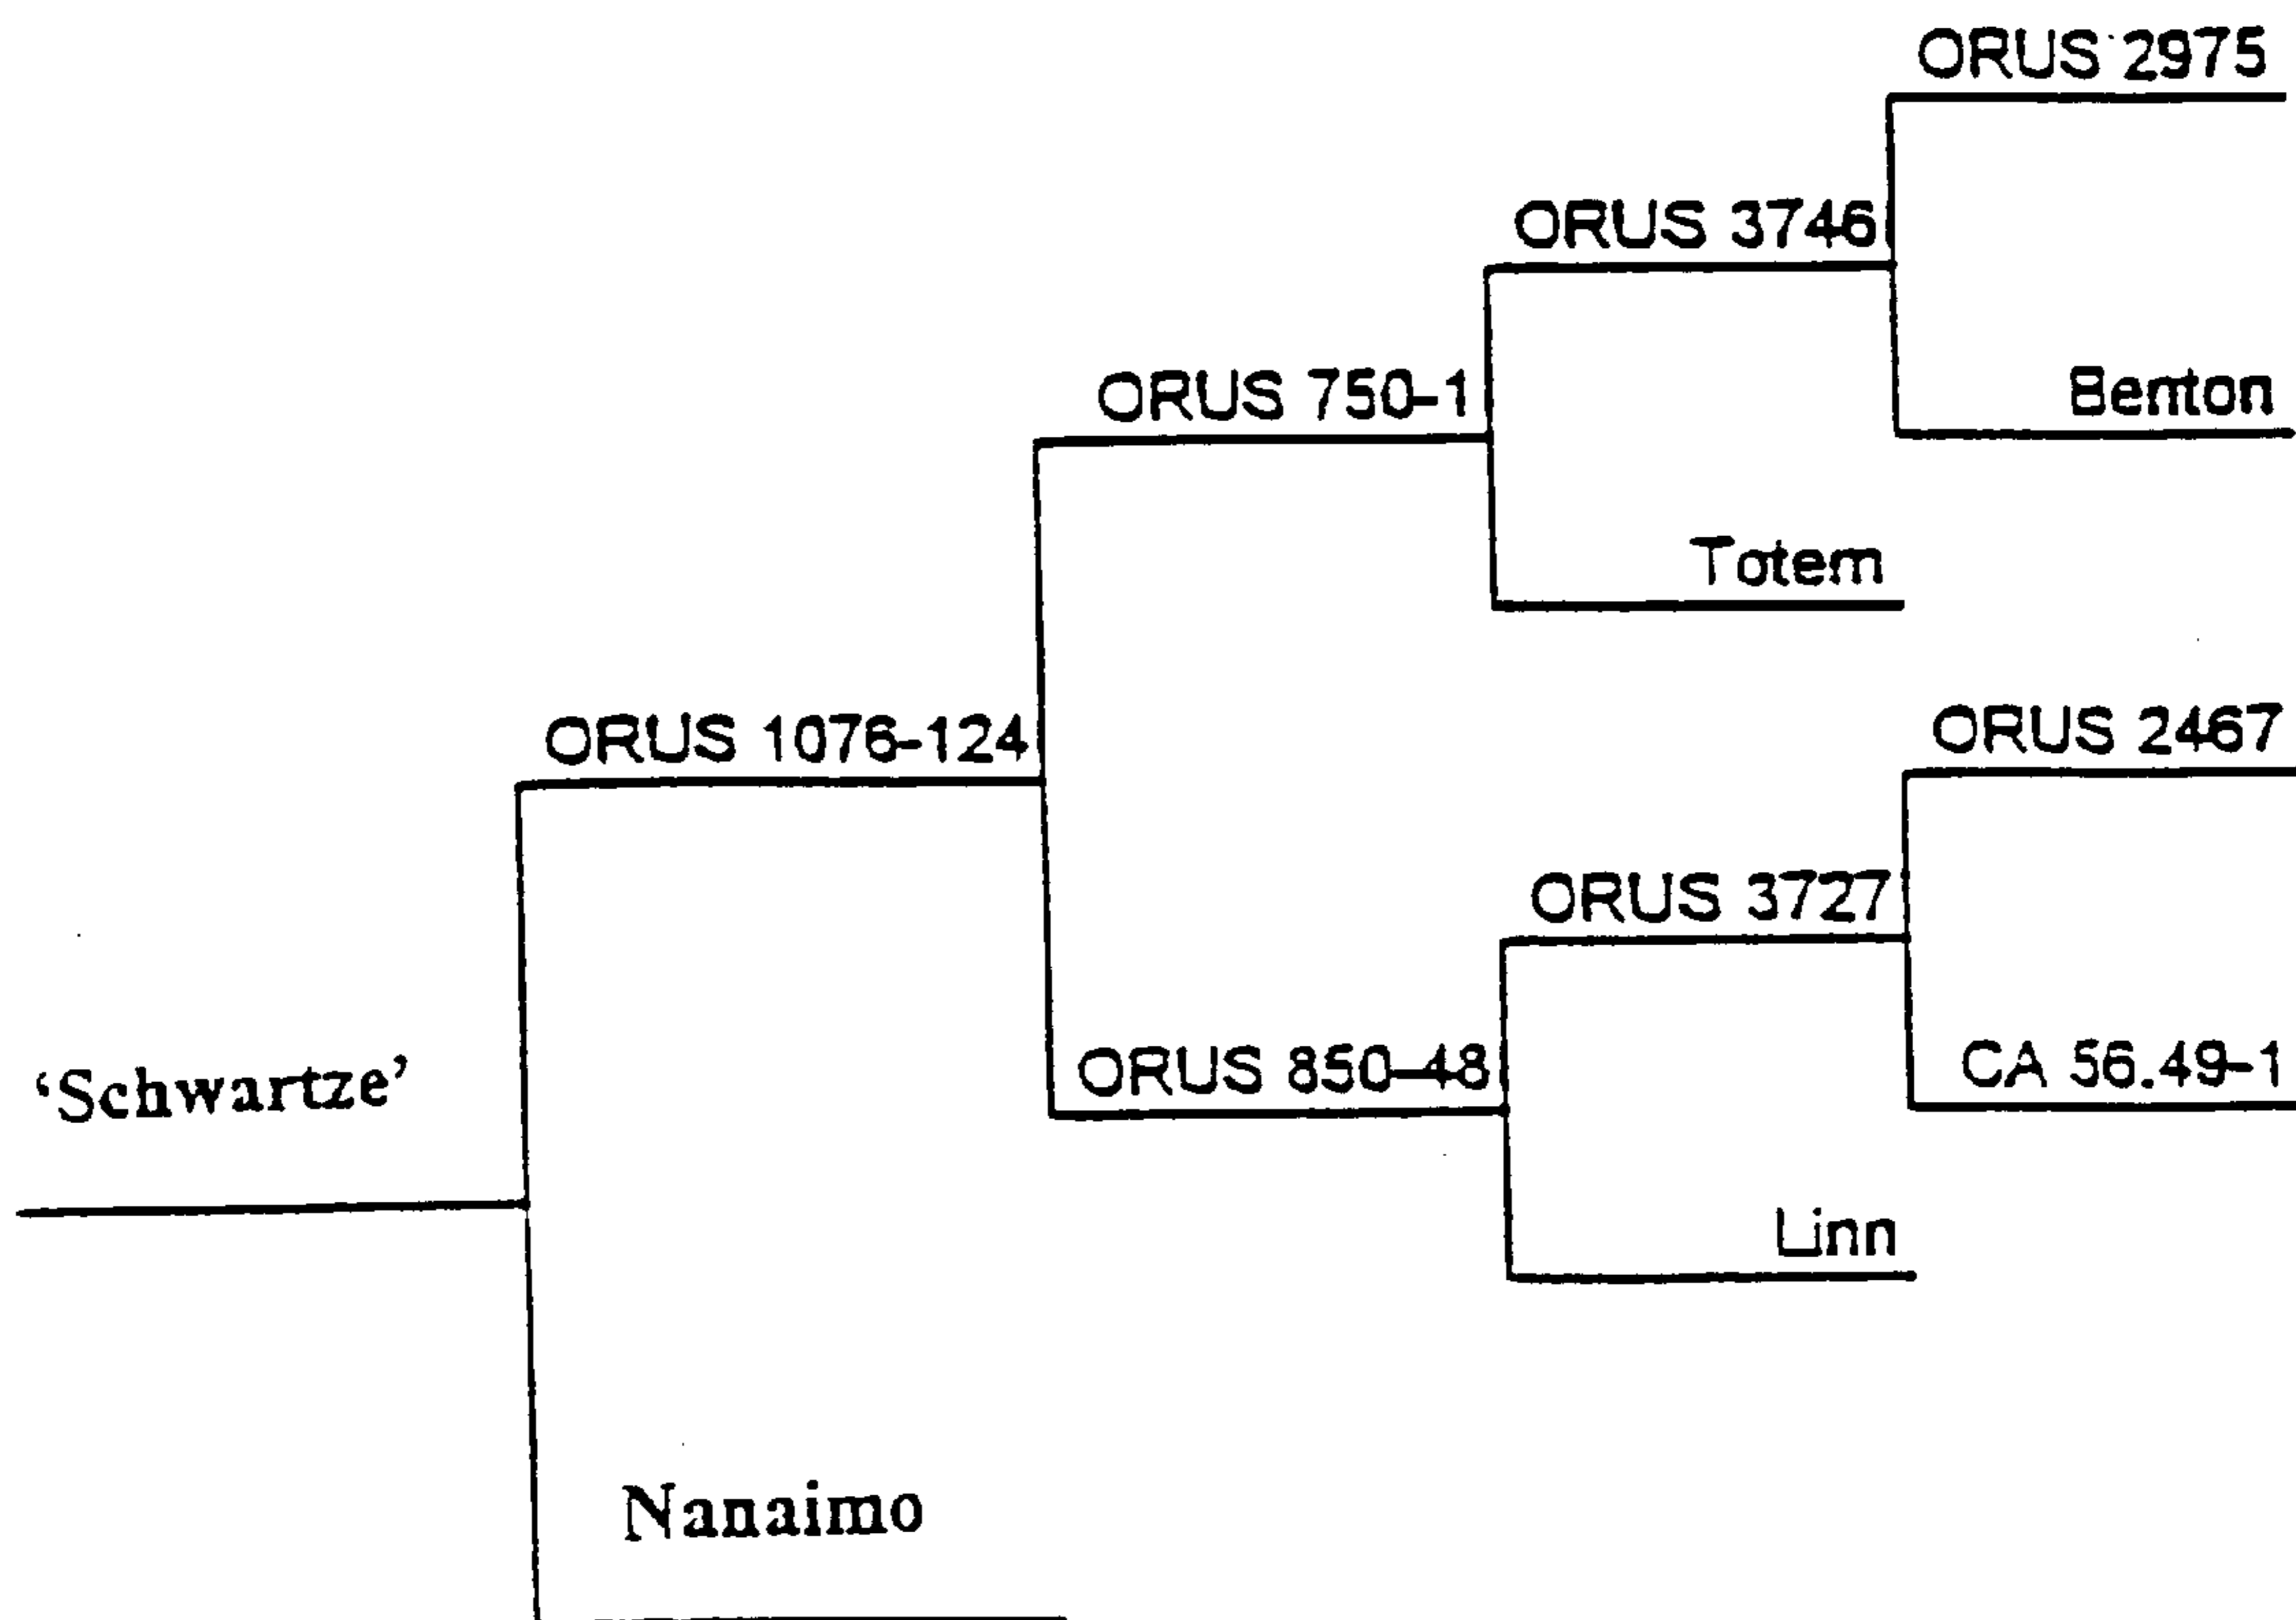 ORUS 2975
ORUS 3746
Benton
ORUS 750-1
Totem
ORUS 1076-124
ORUS 2467
ORUS 3727
'Schwartze'
ORUS 850-48
CA 56.49-1
Linn
Nanaimo